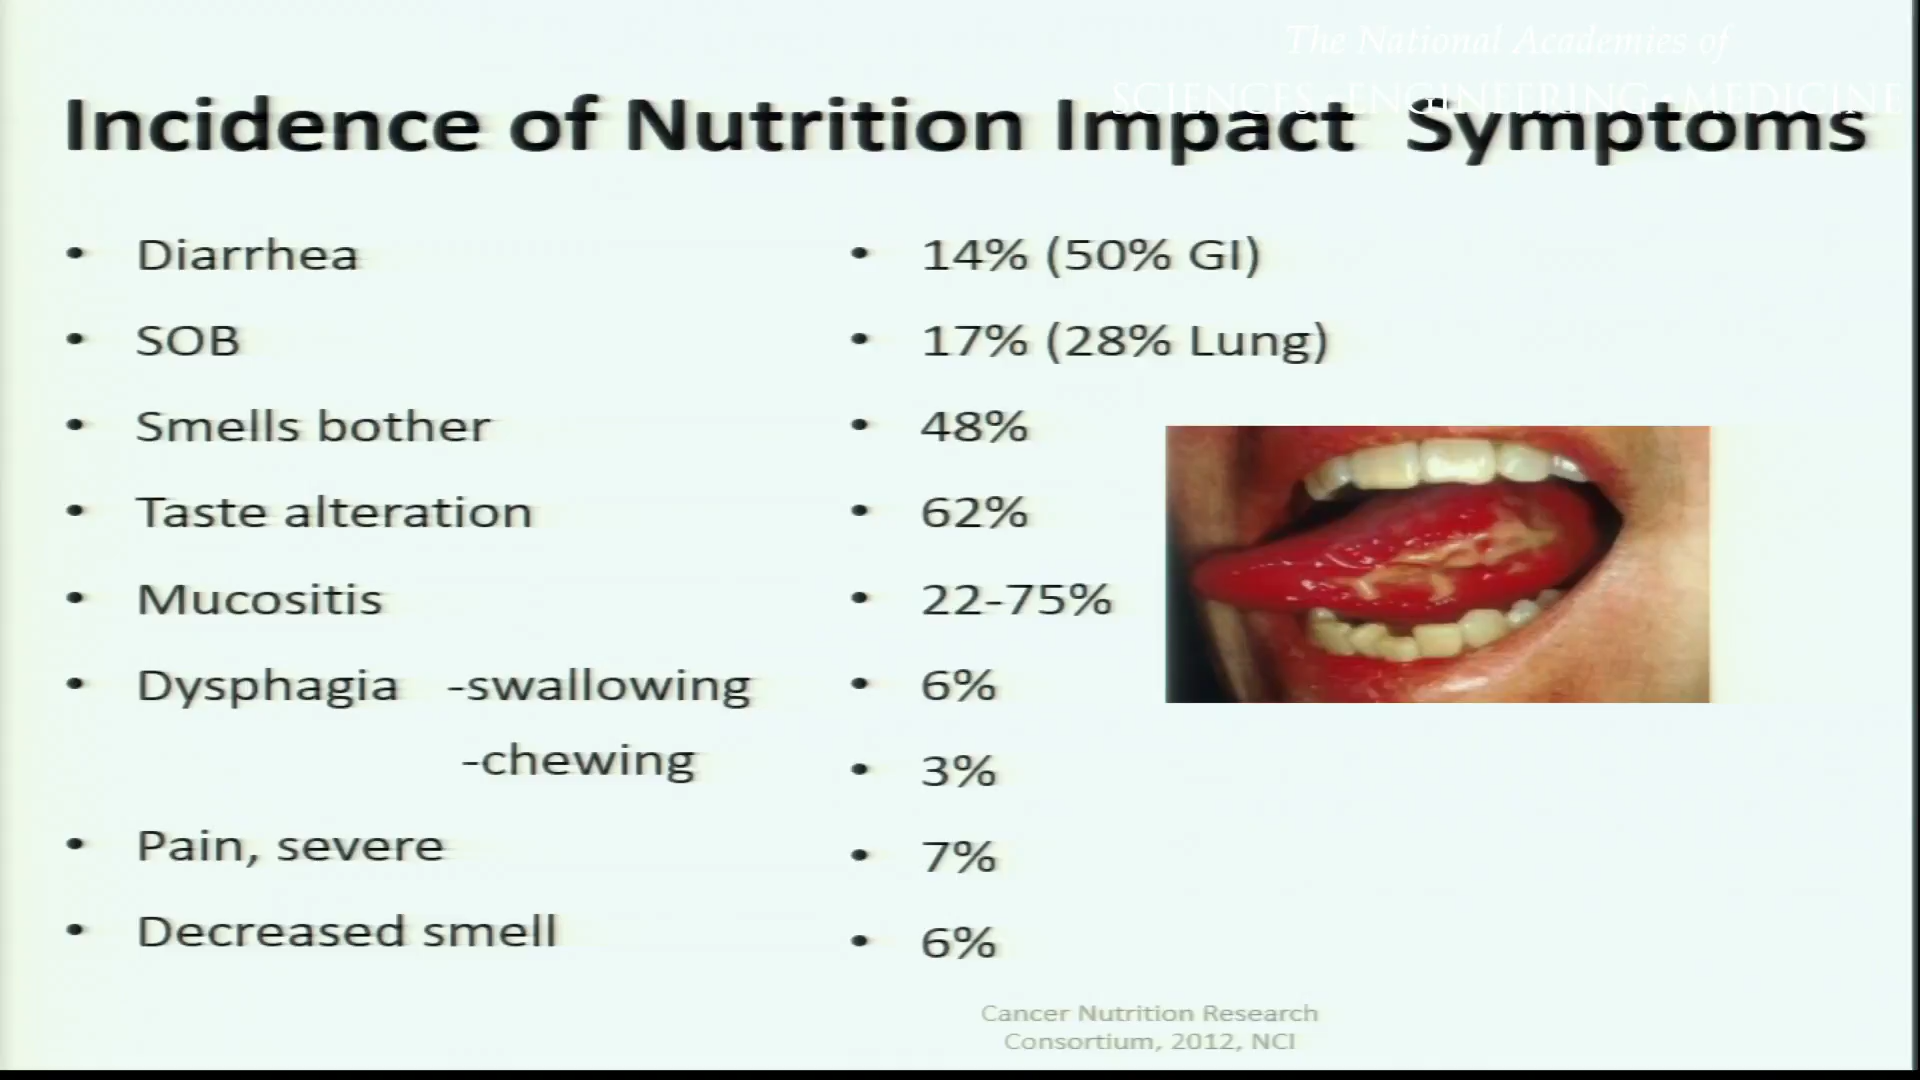 The National Academies of
SCIENCES · ENGINEERING · MEDICINE
Incidence of Nutrition Impact Symptoms
• Diarrhea • 14% (50% GI)
• SOB • 17% (28% Lung)
• Smells bother • 48%
• Taste alteration • 62%
• Mucositis • 22-75%
• Dysphagia -swallowing • 6%
-chewing • 3%
• Pain, severe • 7%
• Decreased smell • 6%
Cancer Nutrition Research
Consortium, 2012, NCI